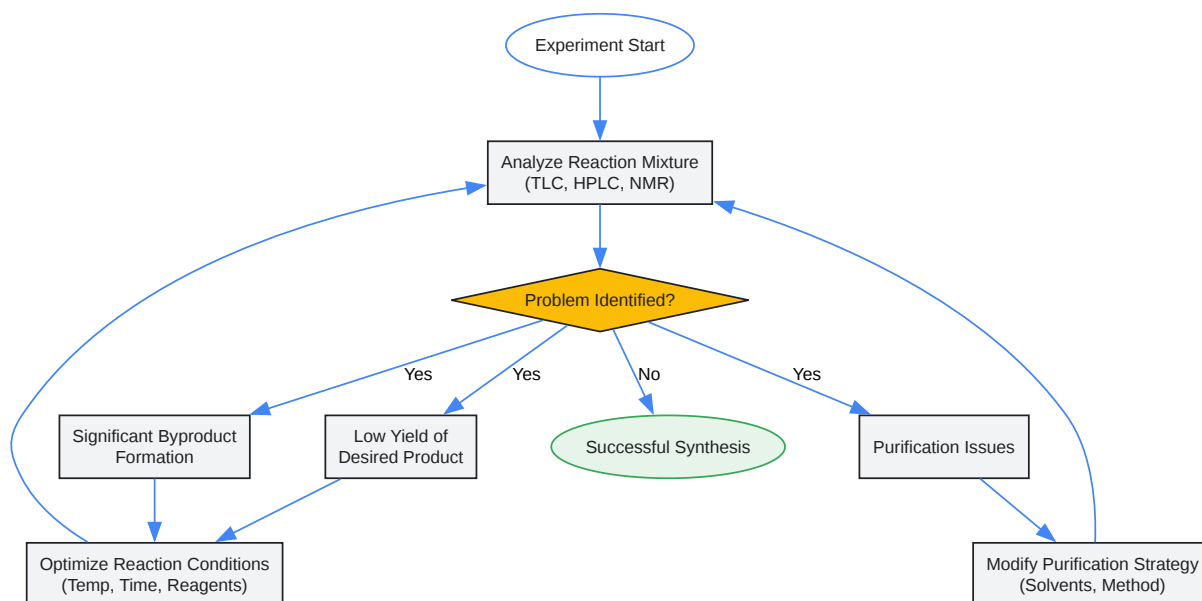 Experiment Start
Analyze Reaction Mixture
(TLC, HPLC, NMR)
Problem Identified?
Yes
Yes
No
Yes
Significant Byproduct
Formation
Low Yield of
Desired Product
Successful Synthesis
Purification Issues
Optimize Reaction Conditions
(Temp, Time, Reagents)
Modify Purification Strategy
(Solvents, Method)